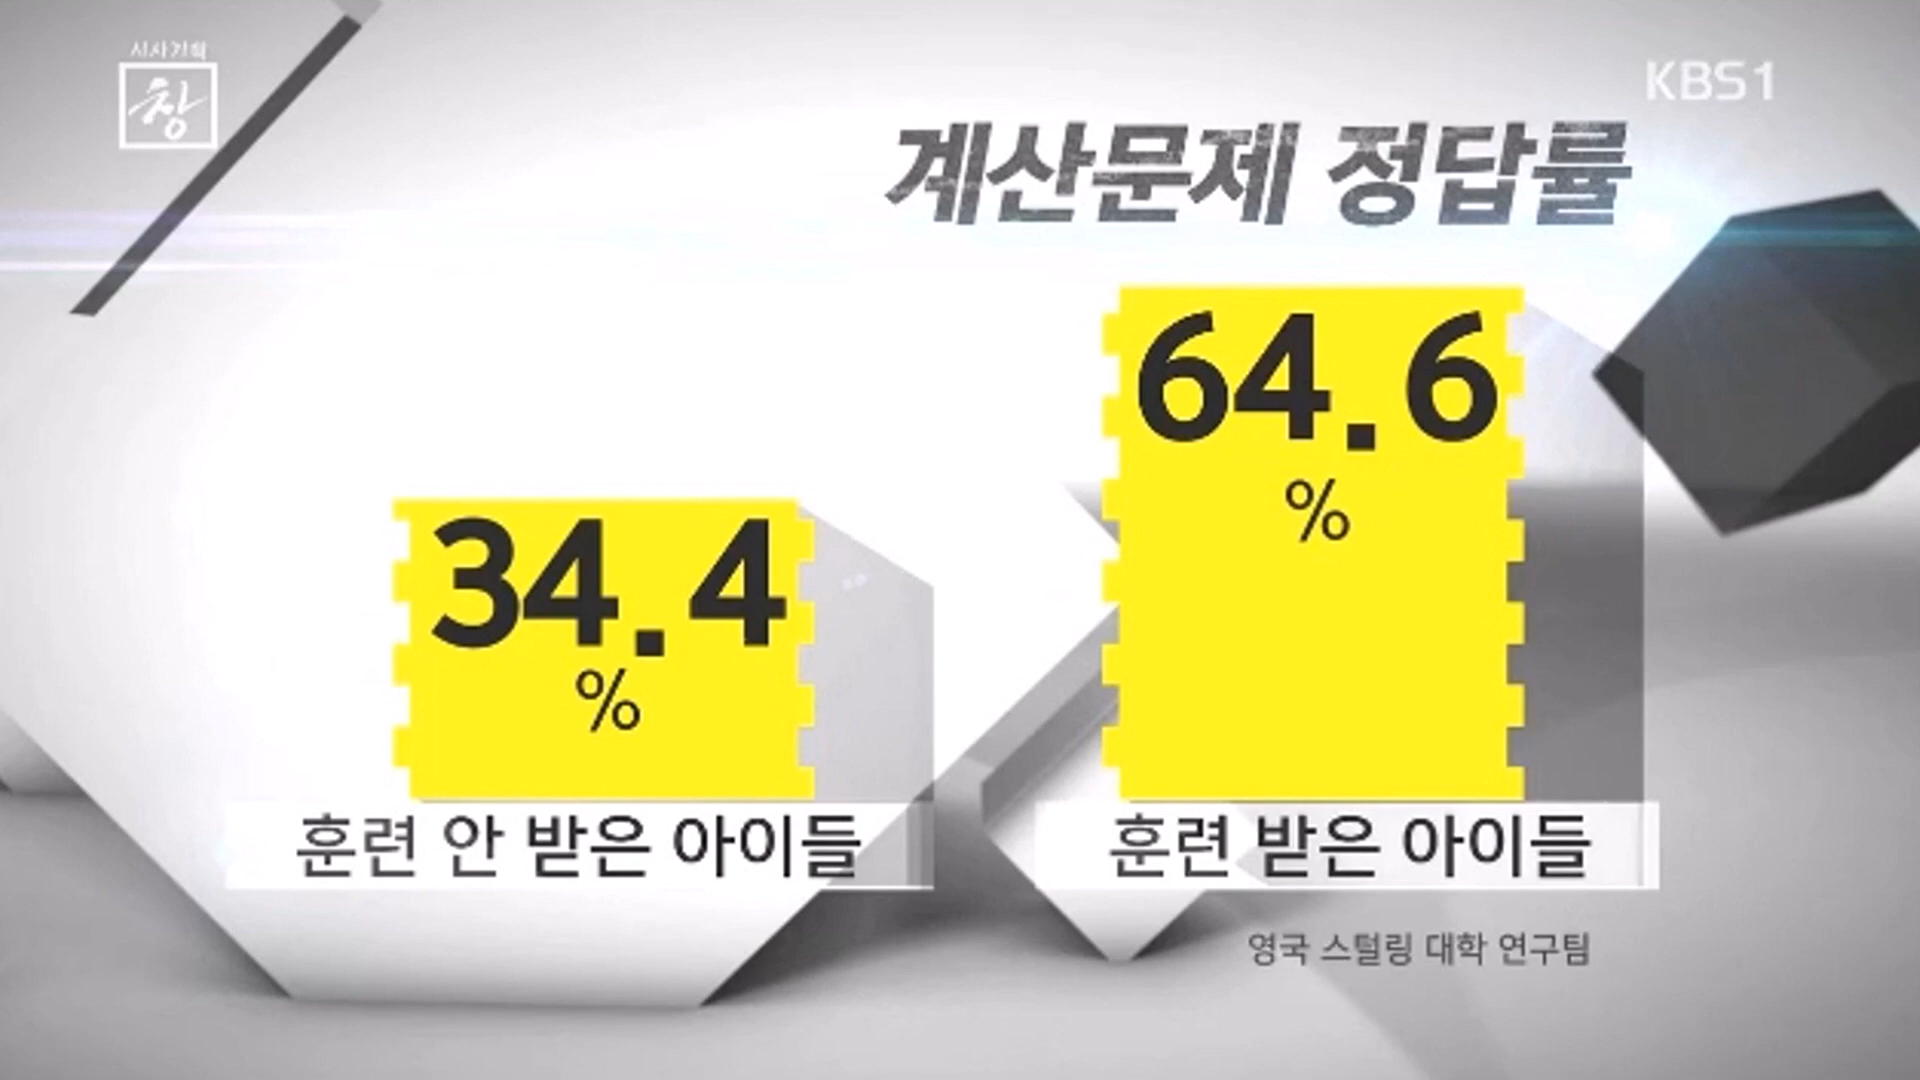 시사기획
창
KBS1
계산문제 정답률
34.4
%
64.6
%
훈련 안 받은 아이들
훈련 받은 아이들
영국 스털링 대학 연구팀